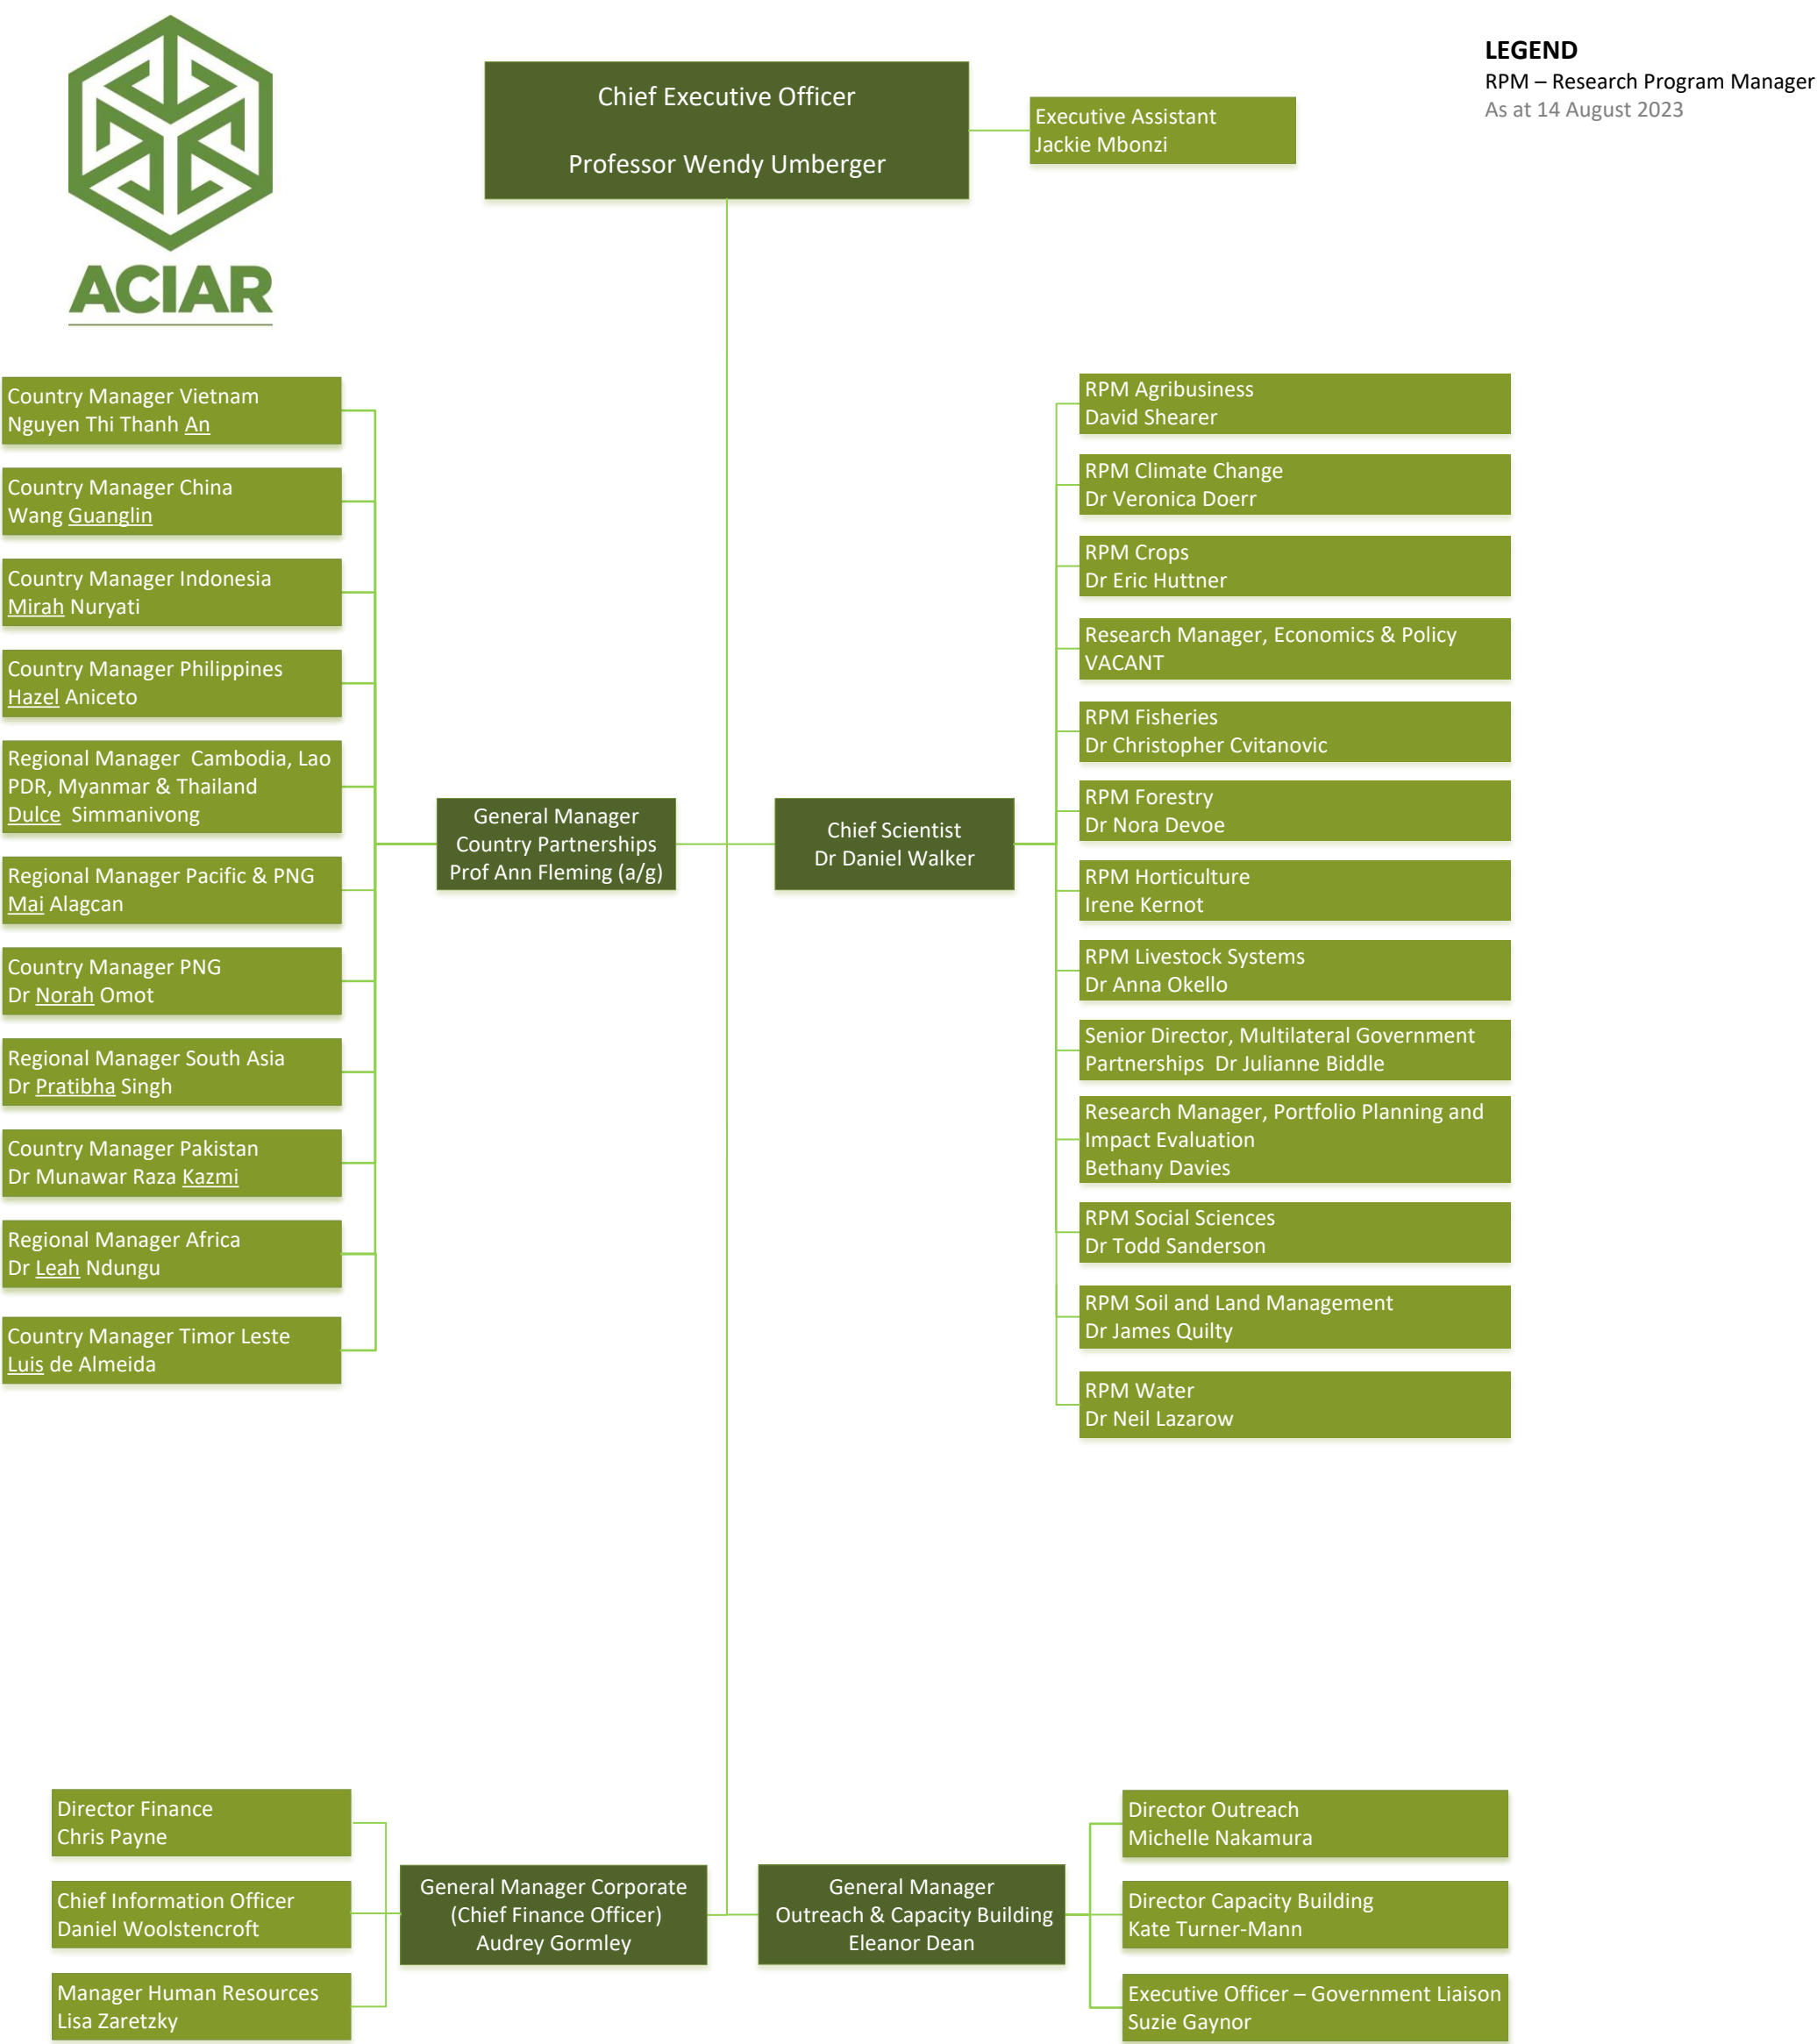 ACIAR
Chief Executive Officer
Professor Wendy Umberger
Executive Assistant
Jackie Mbonzi
LEGEND
RPM – Research Program Manager
As at 14 August 2023
Country Manager Vietnam
Nguyen Thi Thanh An
Country Manager China
Wang Guanglin
Country Manager Indonesia
Mirah Nuryati
Country Manager Philippines
Hazel Aniceto
Regional Manager  Cambodia, Lao
PDR, Myanmar & Thailand
Dulce  Simmanivong
Regional Manager Pacific & PNG
Mai Alagcan
Country Manager PNG
Dr Norah Omot
Regional Manager South Asia
Dr Pratibha Singh
Country Manager Pakistan
Dr Munawar Raza Kazmi
Regional Manager Africa
Dr Leah Ndungu
Country Manager Timor Leste
Luis de Almeida
General Manager
Country Partnerships
Prof Ann Fleming (a/g)
Chief Scientist
Dr Daniel Walker
RPM Agribusiness
David Shearer
RPM Climate Change
Dr Veronica Doerr
RPM Crops
Dr Eric Huttner
Research Manager, Economics & Policy
VACANT
RPM Fisheries
Dr Christopher Cvitanovic
RPM Forestry
Dr Nora Devoe
RPM Horticulture
Irene Kernot
RPM Livestock Systems
Dr Anna Okello
Senior Director, Multilateral Government
Partnerships  Dr Julianne Biddle
Research Manager, Portfolio Planning and
Impact Evaluation
Bethany Davies
RPM Social Sciences
Dr Todd Sanderson
RPM Soil and Land Management
Dr James Quilty
RPM Water
Dr Neil Lazarow
Director Finance
Chris Payne
Chief Information Officer
Daniel Woolstencroft
Manager Human Resources
Lisa Zaretzky
General Manager Corporate
(Chief Finance Officer)
Audrey Gormley
General Manager
Outreach & Capacity Building
Eleanor Dean
Director Outreach
Michelle Nakamura
Director Capacity Building
Kate Turner-Mann
Executive Officer – Government Liaison
Suzie Gaynor